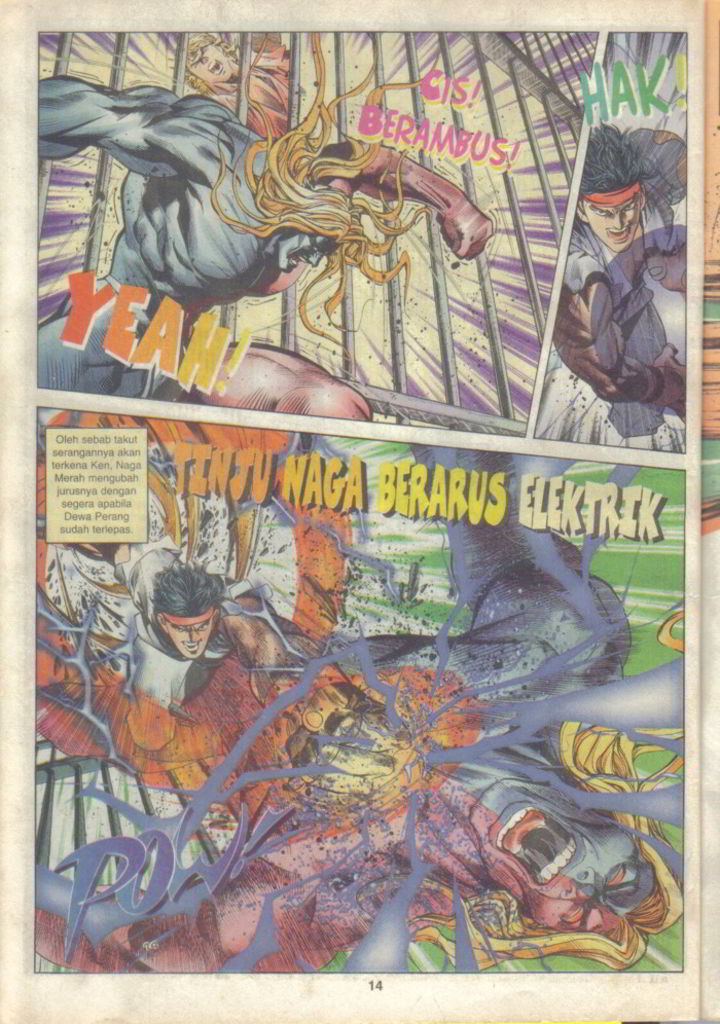 CIS!
BERAMBUS!
HAK!
YEAH!
Oleh sebab takut
serangannya akan
terkena Ken, Naga
Merah mengubah
jurusnya dengan
segera apabila
Dewa Perang
sudah terlepas.
TINJU NAGA BERARUS ELEKTRIK
POW!
14